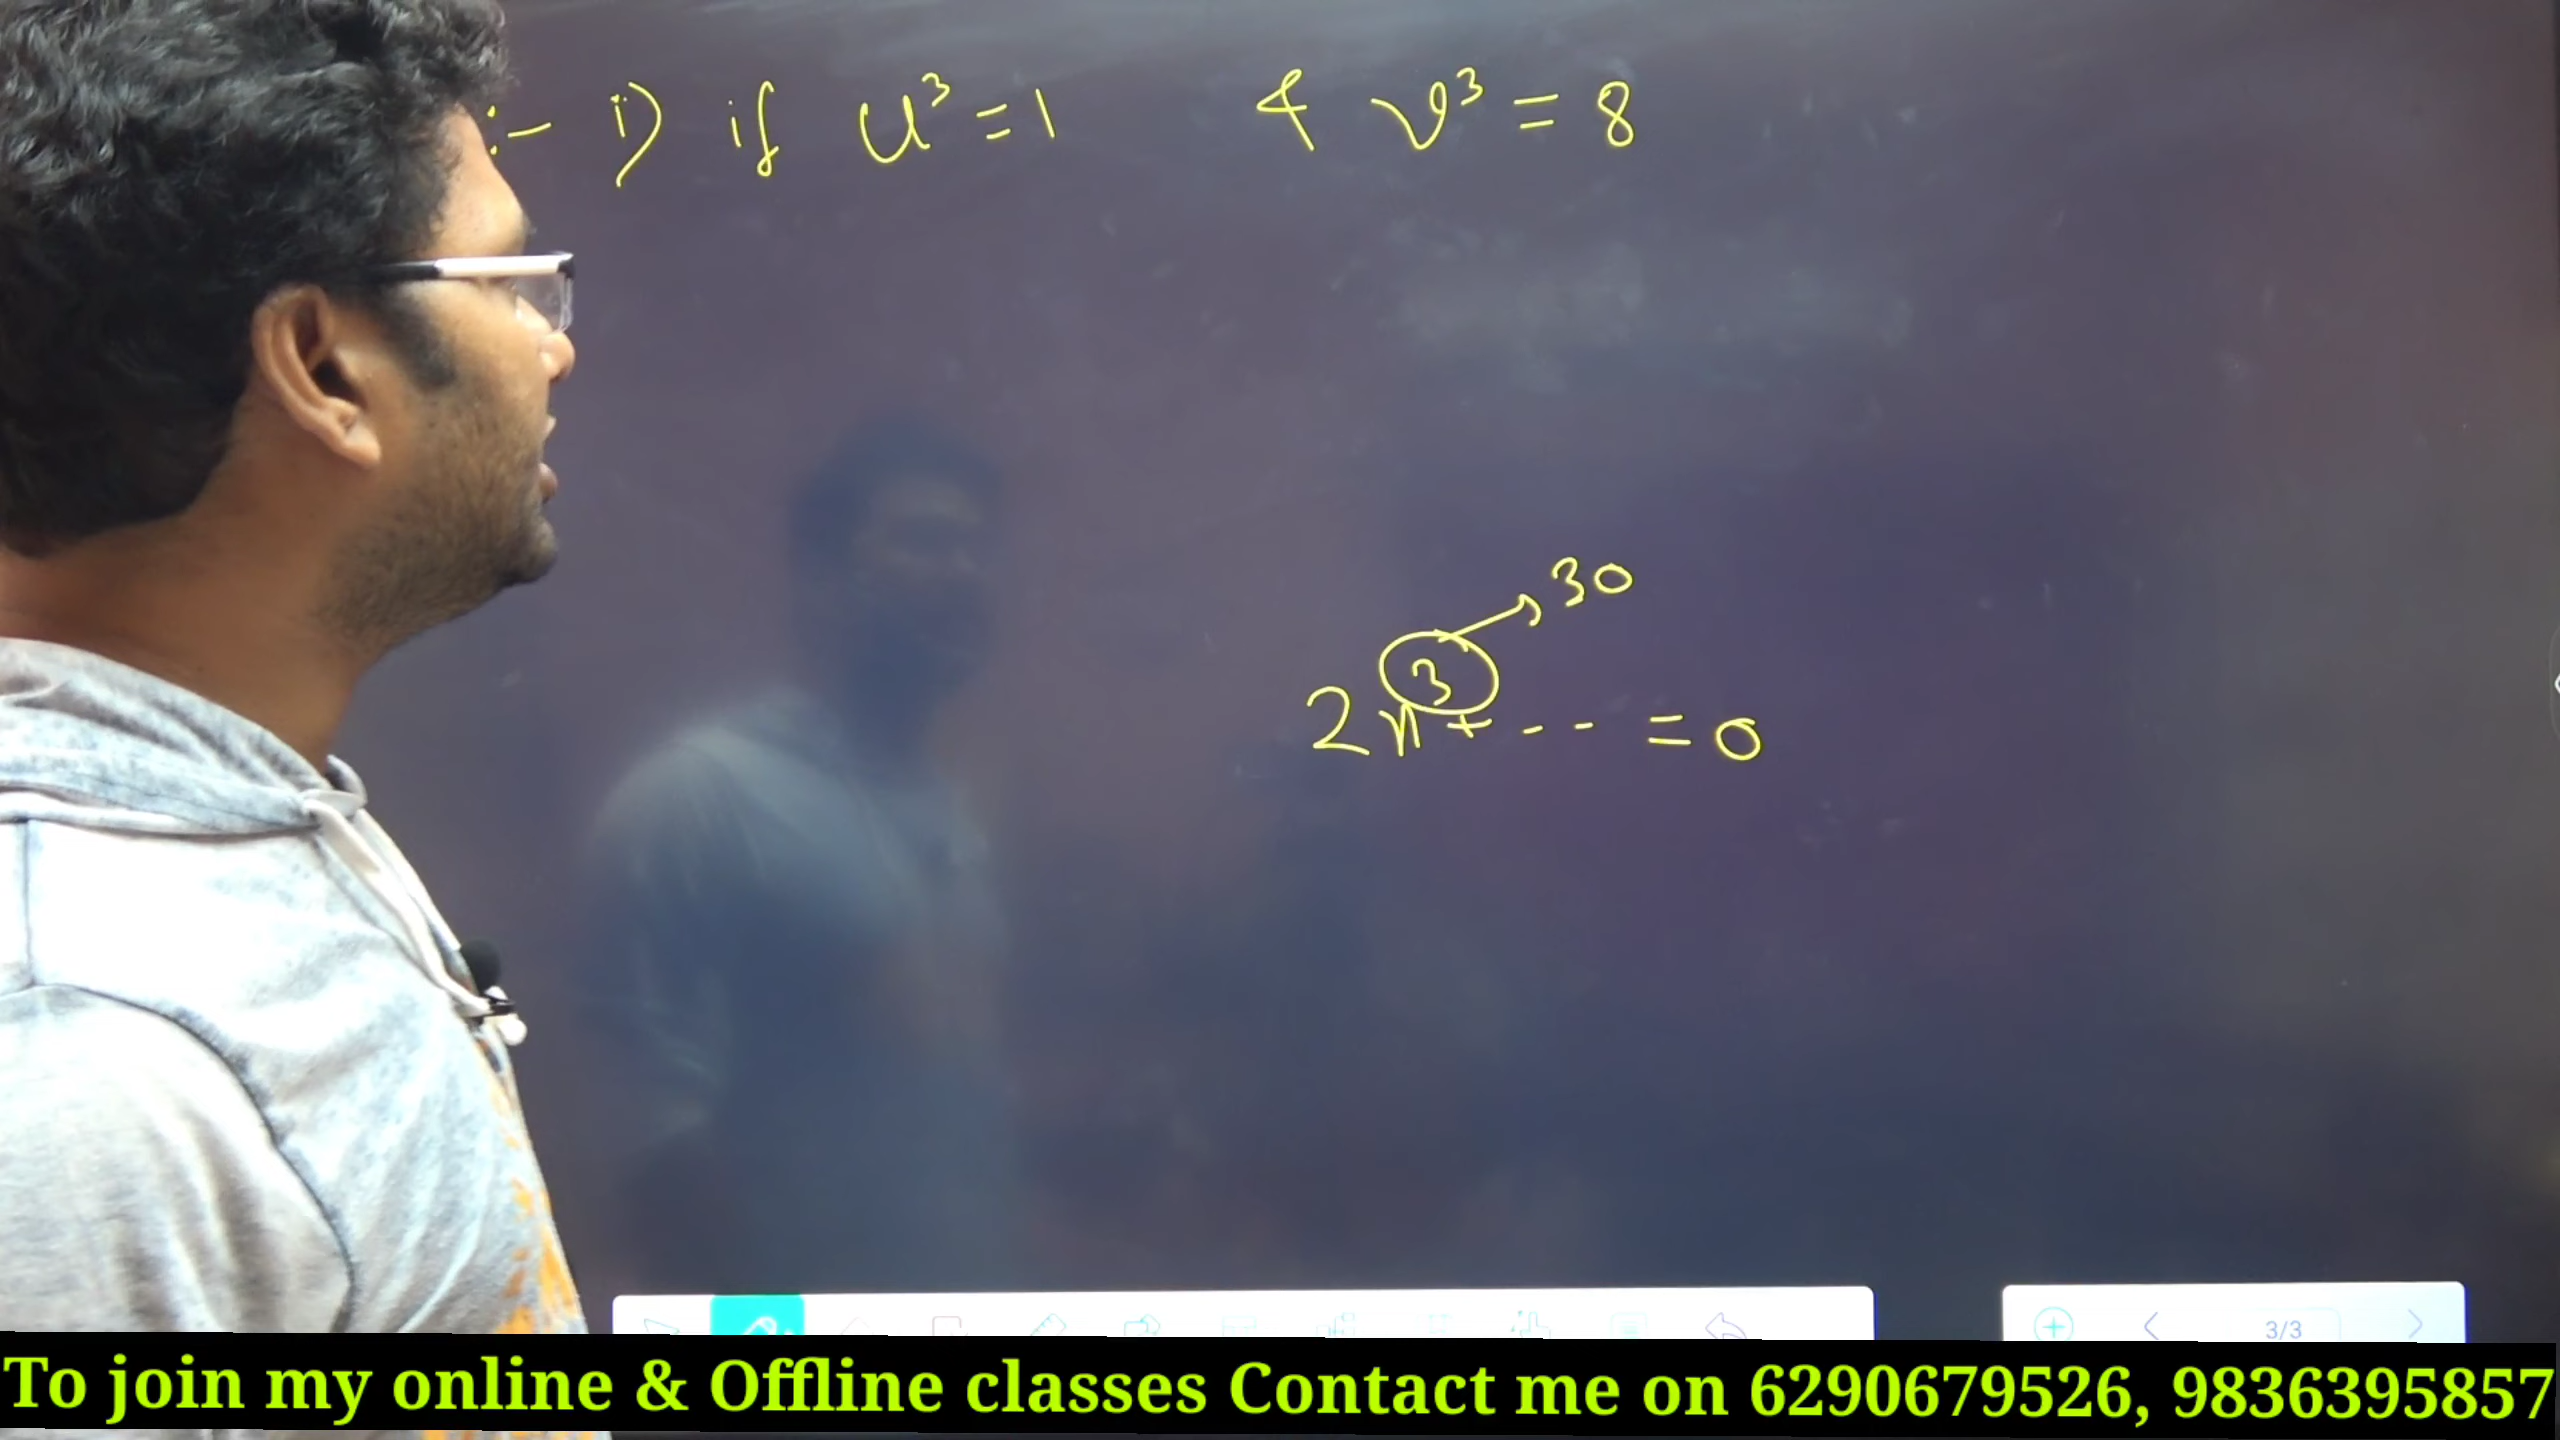 :- i) if u³ = 1 & v³ = 8
30
3
2x + - - = 0
3/3
To join my online & Offline classes Contact me on 6290679526, 9836395857